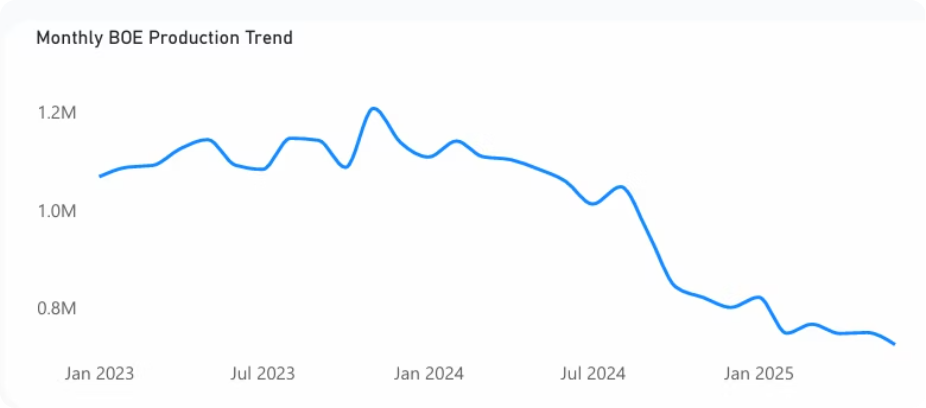 Monthly BOE Production Trend
1.2M
1.0M
0.8M
Jan 2023 Jul 2023 Jan 2024 Jul 2024 Jan 2025